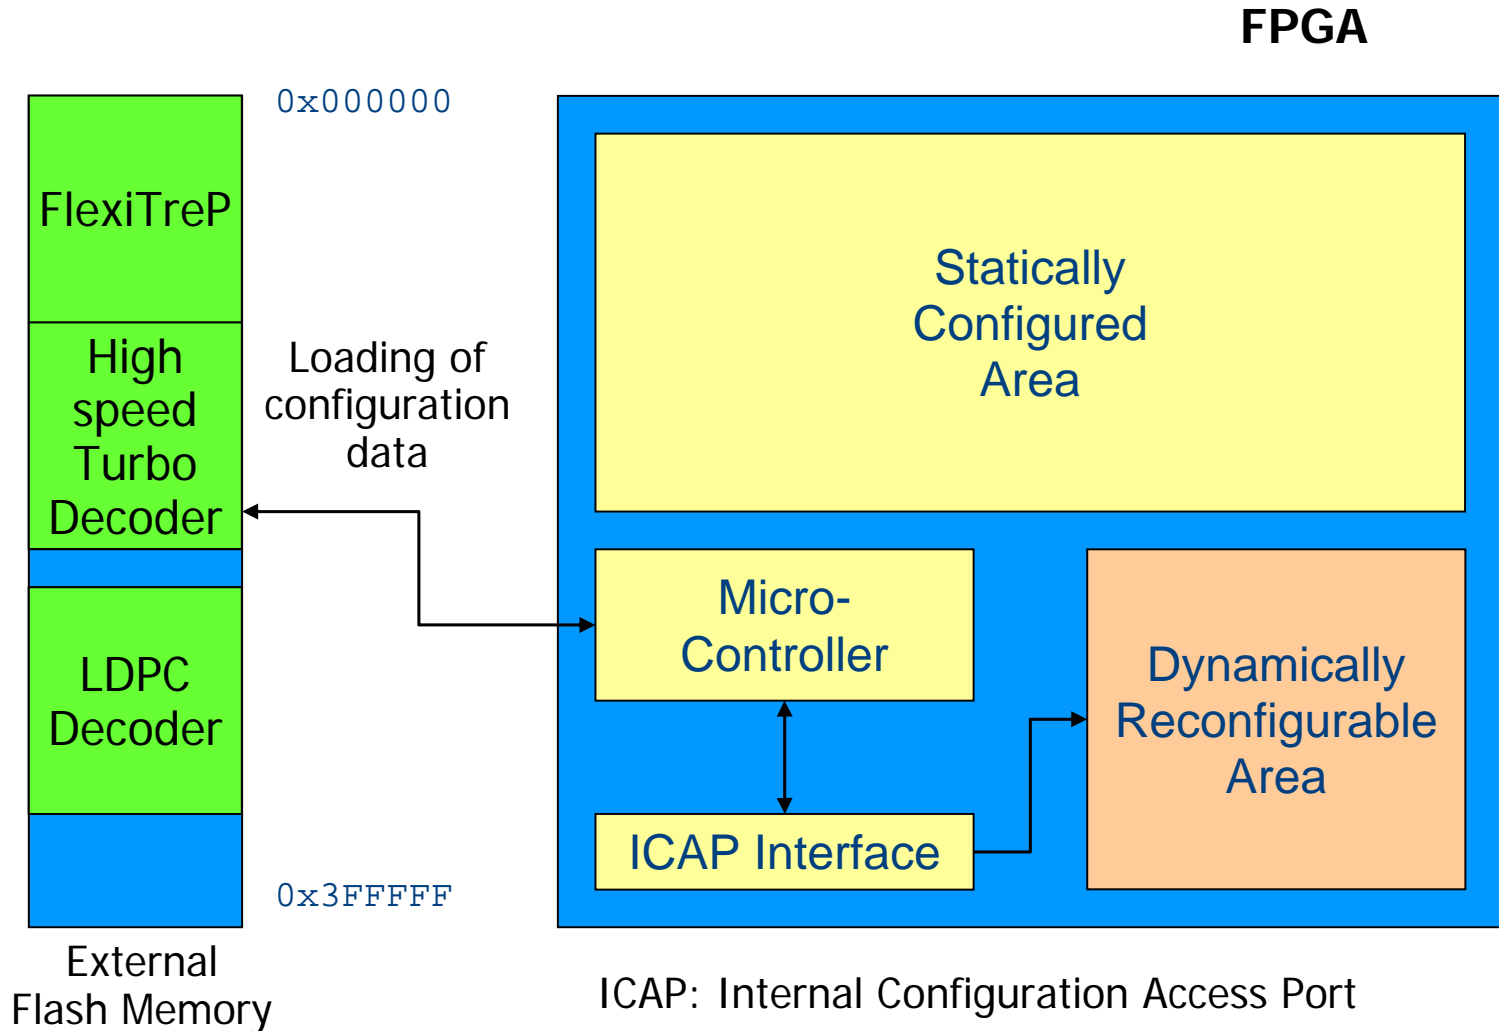 FPGA
0x000000
FlexiTreP
High
speed
Turbo
Decoder
LDPC
Decoder
0x3FFFFF
External
Flash Memory
Loading of
configuration
data
Statically
Configured
Area
Micro-
Controller
ICAP Interface
Dynamically
Reconfigurable
Area
ICAP: Internal Configuration Access Port